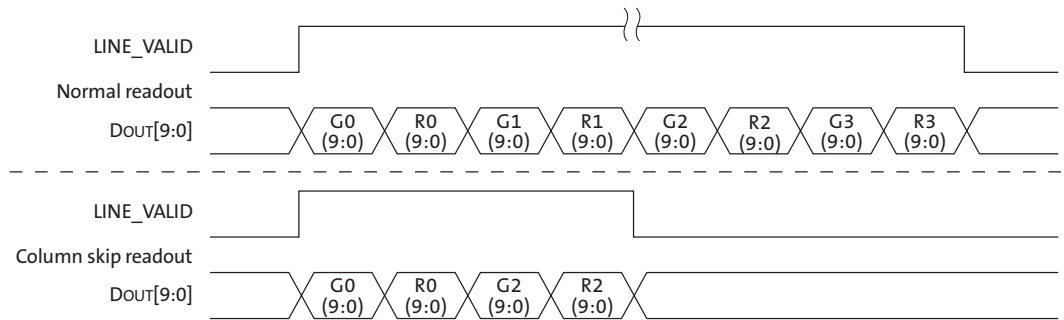 LINE_VALID
Normal readout
DOUT[9:0]
G0 (9:0)
R0 (9:0)
G1 (9:0)
R1 (9:0)
G2 (9:0)
R2 (9:0)
G3 (9:0)
R3 (9:0)
LINE_VALID
Column skip readout
DOUT[9:0]
G0 (9:0)
R0 (9:0)
G2 (9:0)
R2 (9:0)